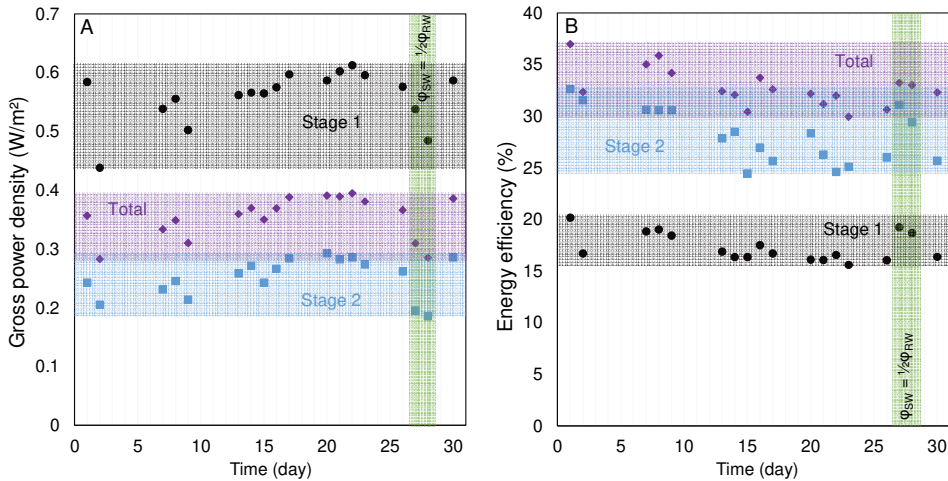 A
Gross power density (W/m²)
0.7
0.6
0.5
0.4
0.3
0.2
0.1
0
0
5
10
15
20
25
30
Time (day)
Stage 1
Total
Stage 2
φSW = ½φRW
B
Energy efficiency (%)
40
35
30
25
20
15
10
5
0
0
5
10
15
20
25
30
Time (day)
Total
Stage 2
Stage 1
φSW = ½φRW